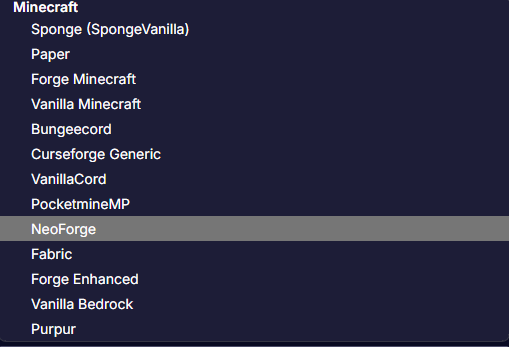 Minecraft
Sponge (SpongeVanilla)
Paper
Forge Minecraft
Vanilla Minecraft
Bungeecord
Curseforge Generic
VanillaCord
PocketmineMP
NeoForge
Fabric
Forge Enhanced
Vanilla Bedrock
Purpur